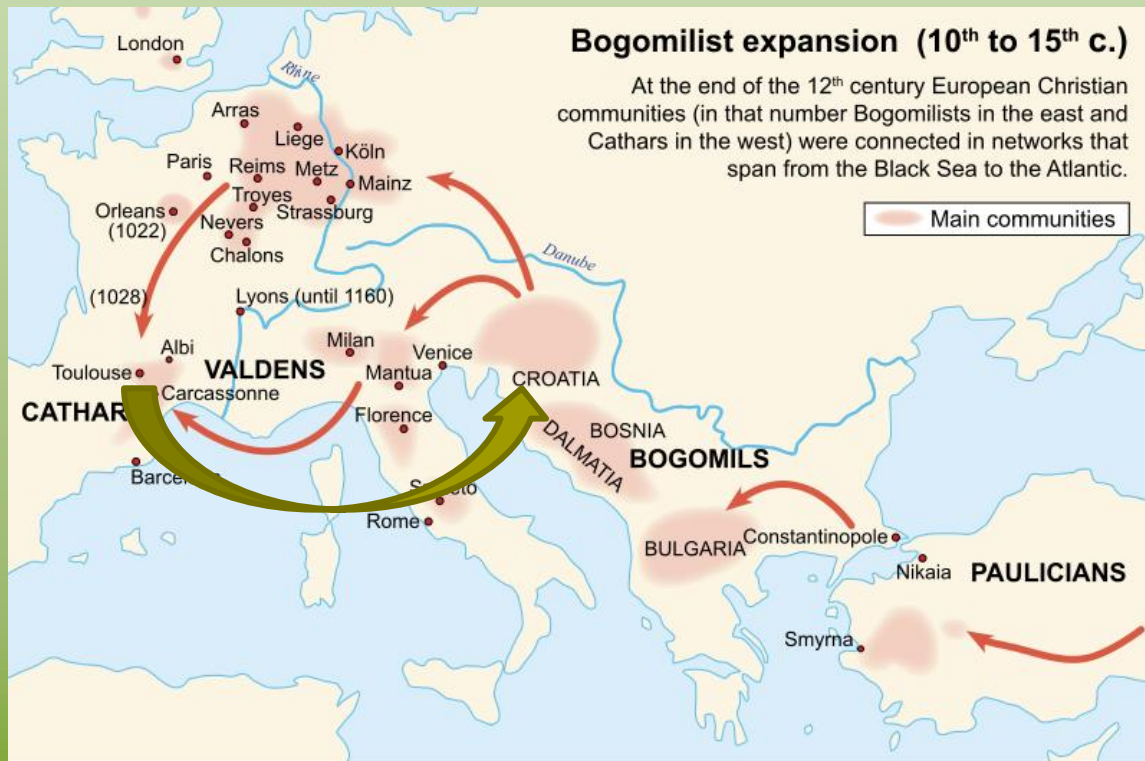 Bogomilist expansion (10th to 15th c.)
At the end of the 12th century European Christian
communities (in that number Bogomilists in the east and
Cathars in the west) were connected in networks that
span from the Black Sea to the Atlantic.
Main communities
London
Rhine
Arras
Liege
Köln
Paris
Reims
Metz
Mainz
Troyes
Strassburg
Orleans
(1022)
Nevers
Chalons
Danube
(1028)
Lyons (until 1160)
Albi
Milan
Venice
Toulouse
VALDENS
Mantua
CROATIA
Carcassonne
CATHAR
Florence
BOSNIA
DALMATIA
BOGOMILS
Rome
Constantinopole
BULGARIA
Nikaia
PAULICIANS
Smyrna